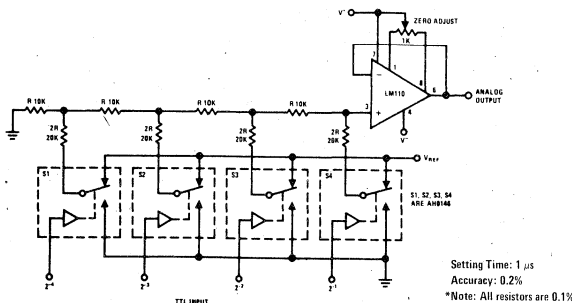 V⁻
ZERO ADJUST
1K
7
1
8
LM110
−
+
3
6
4
V⁻
ANALOG
OUTPUT
R 10K
R 10K
R 10K
R 10K
2R
20K
2R
20K
2R
20K
2R
20K
V_REF
S1
S2
S3
S4
S1, S2, S3, S4
ARE AH0146
2⁻⁴
2⁻³
2⁻²
2⁻¹
TTL INPUT
Setting Time: 1 μs
Accuracy: 0.2%
*Note: All resistors are 0.1%